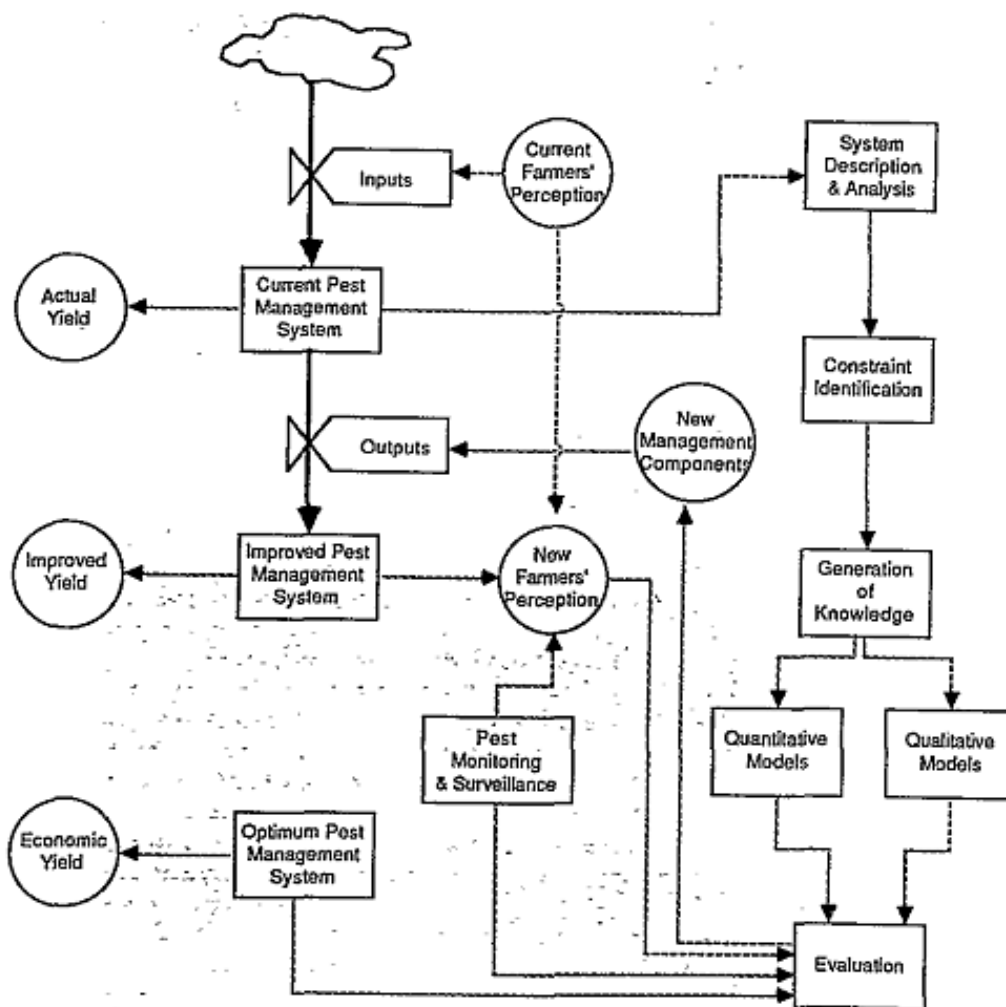 Inputs
Current
Farmers'
Perception
System
Description
& Analysis
Actual
Yield
Current Pest
Management
System
Constraint
Identification
Outputs
New
Management
Components
Improved
Yield
Improved Pest
Management
System
New
Farmers'
Perception
Generation
of
Knowledge
Pest
Monitoring
& Surveillance
Quantitative
Models
Qualitative
Models
Economic
Yield
Optimum Pest
Management
System
Evaluation